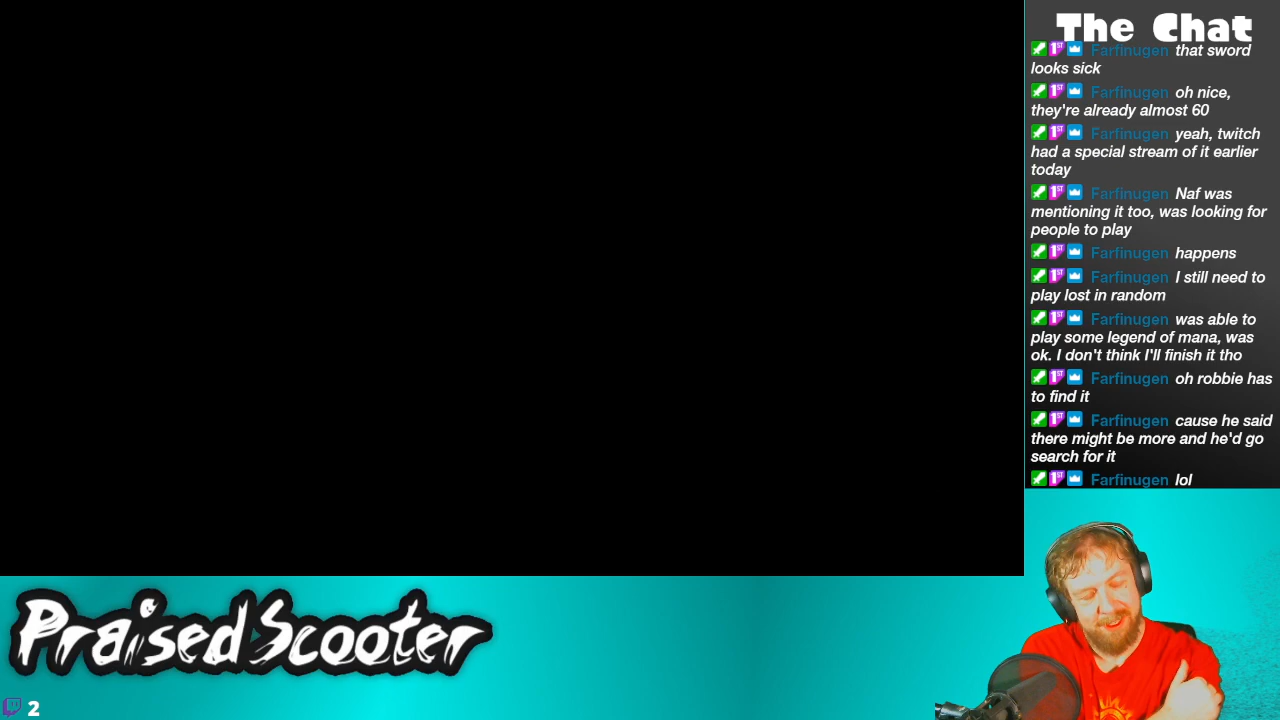 The Chat
Farfinugen that sword
looks sick
Farfinugen oh nice,
they're already almost 60
Farfinugen yeah, twitch
had a special stream of it earlier
today
Farfinugen Naf was
mentioning it too, was looking for
people to play
Farfinugen happens
Farfinugen I still need to
play lost in random
Farfinugen was able to
play some legend of mana, was
ok. I don't think I'll finish it tho
Farfinugen oh robbie has
to find it
Farfinugen cause he said
there might be more and he'd go
search for it
Farfinugen lol
PraisedScooter
2